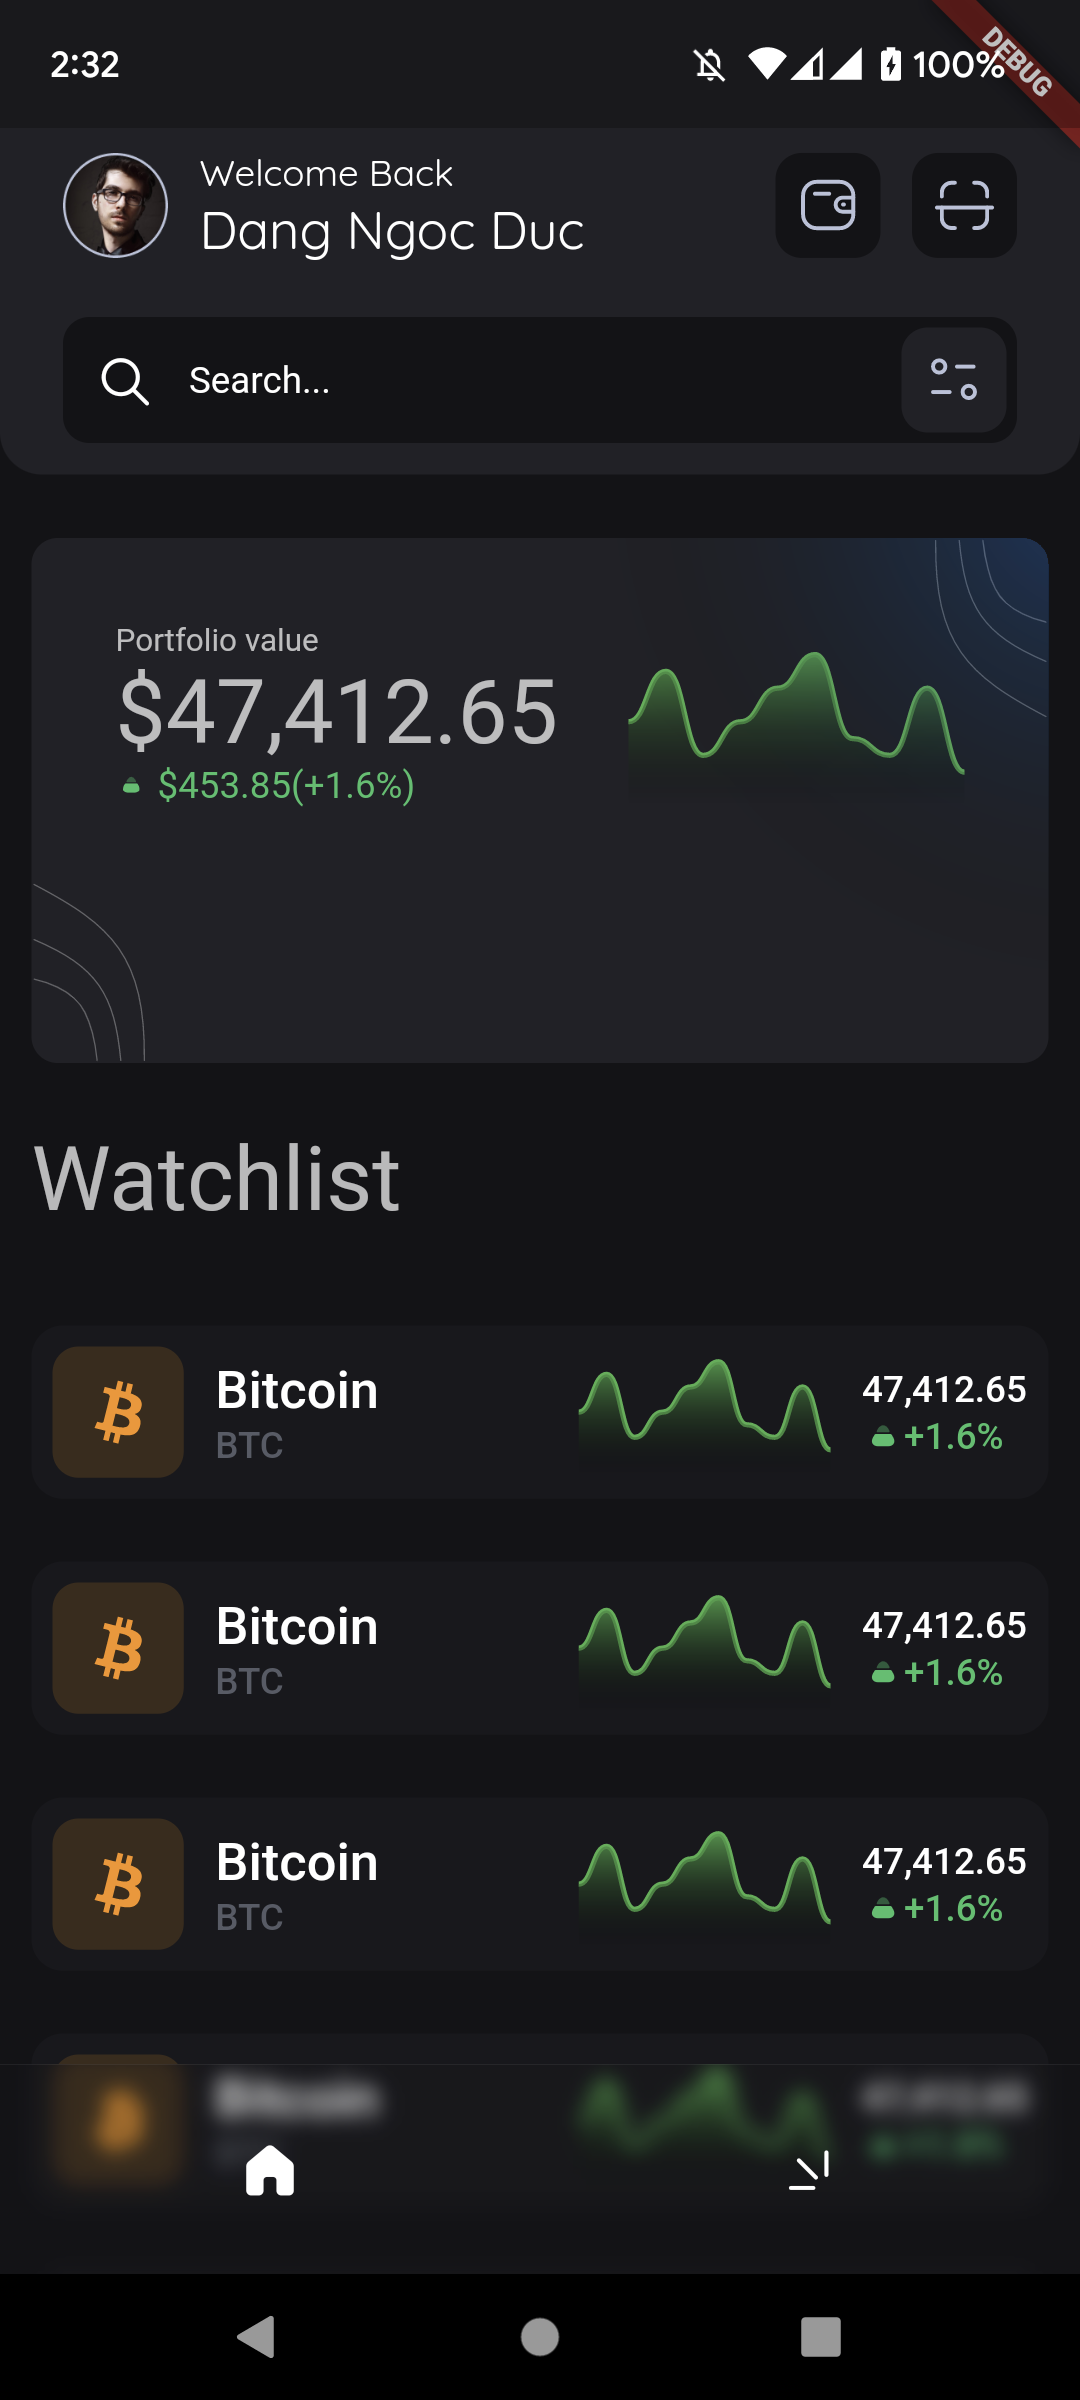 2:32
100%
DEBUG
Welcome Back
Dang Ngoc Duc
Search...
Portfolio value
$47,412.65
$453.85(+1.6%)
Watchlist
Bitcoin
BTC
47,412.65
+1.6%
Bitcoin
BTC
47,412.65
+1.6%
Bitcoin
BTC
47,412.65
+1.6%
Bitcoin